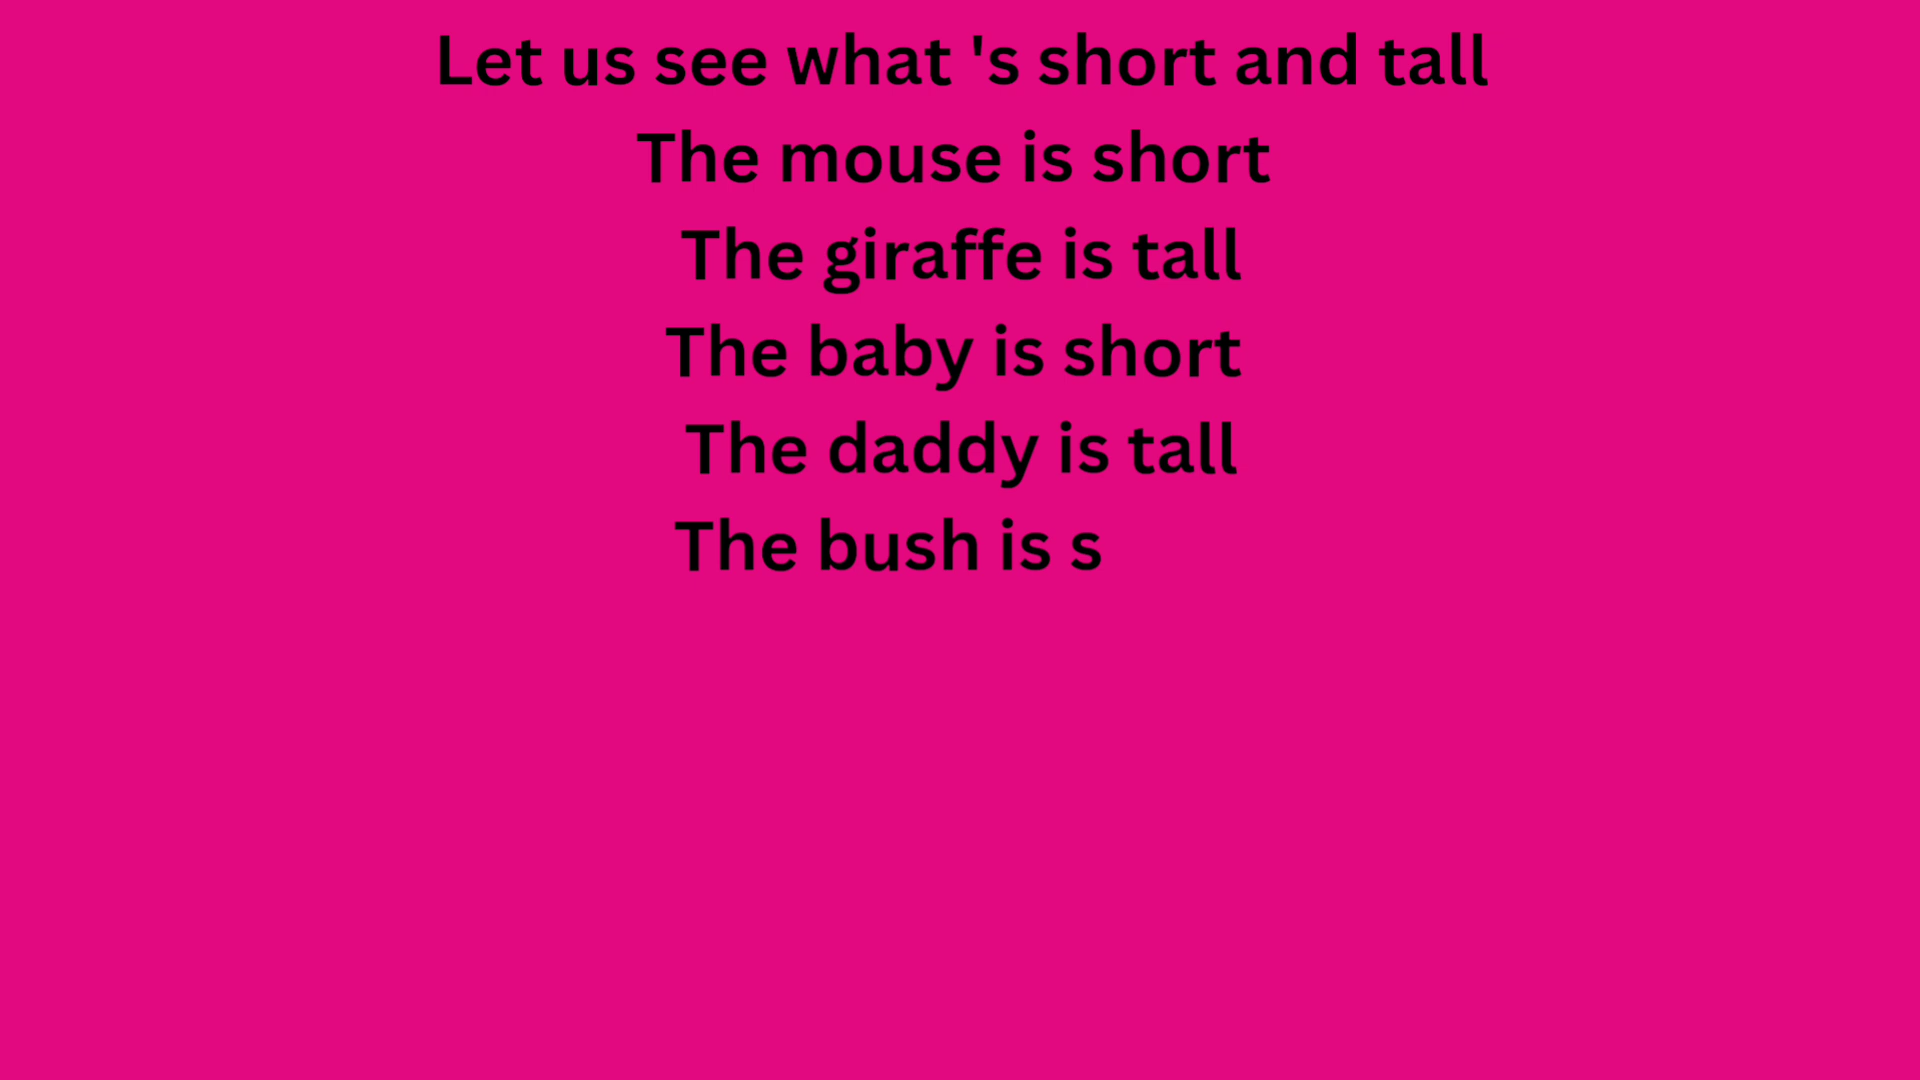 Let us see what 's short and tall
The mouse is short
The giraffe is tall
The baby is short
The daddy is tall
The bush is s